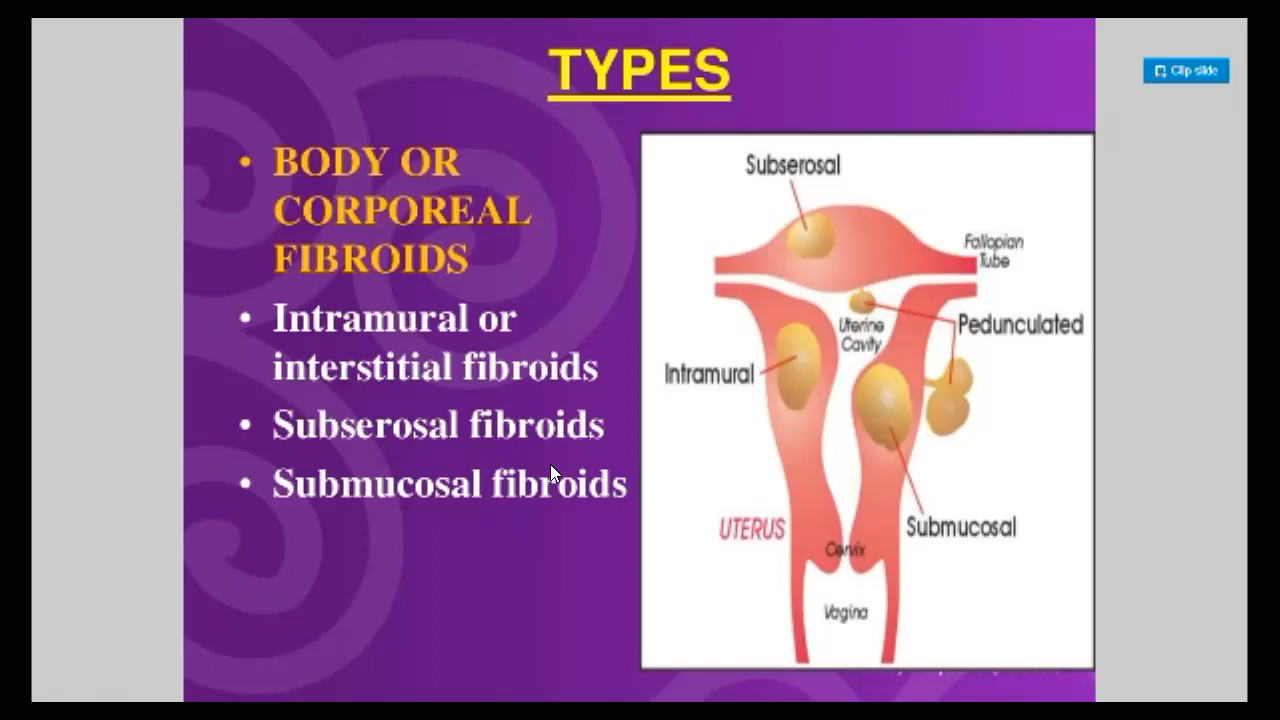 TYPES
Clip slide
• BODY OR
CORPOREAL
FIBROIDS
• Intramural or
interstitial fibroids
• Subserosal fibroids
• Submucosal fibroids
Subserosal
Fallopian
Tube
Pedunculated
Uterine
Cavity
Intramural
UTERUS
Submucosal
Cervix
Vagina